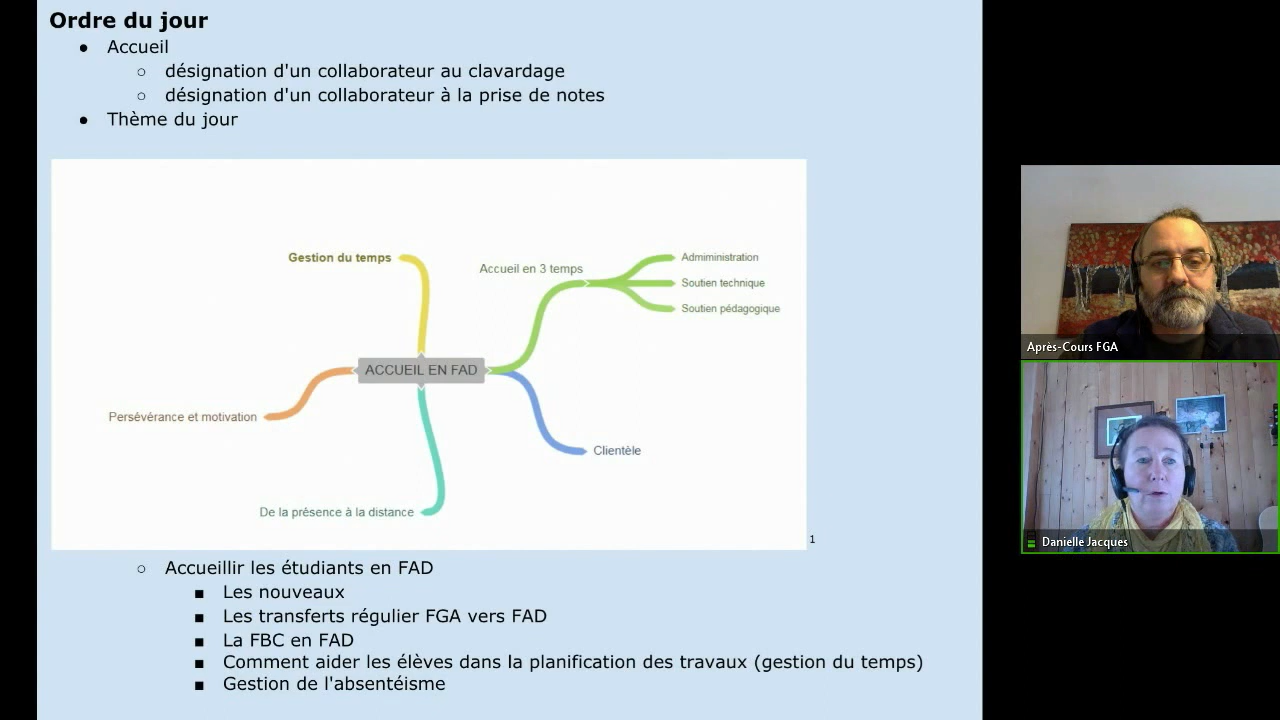 Ordre du jour
● Accueil
○ désignation d'un collaborateur au clavardage
○ désignation d'un collaborateur à la prise de notes
● Thème du jour
Gestion du temps
Accueil en 3 temps
Admiministration
Soutien technique
Soutien pédagogique
ACCUEIL EN FAD
Persévérance et motivation
Clientèle
De la présence à la distance
1
○ Accueillir les étudiants en FAD
■ Les nouveaux
■ Les transferts régulier FGA vers FAD
■ La FBC en FAD
■ Comment aider les élèves dans la planification des travaux (gestion du temps)
■ Gestion de l'absentéisme
Après-Cours FGA
Danielle Jacques